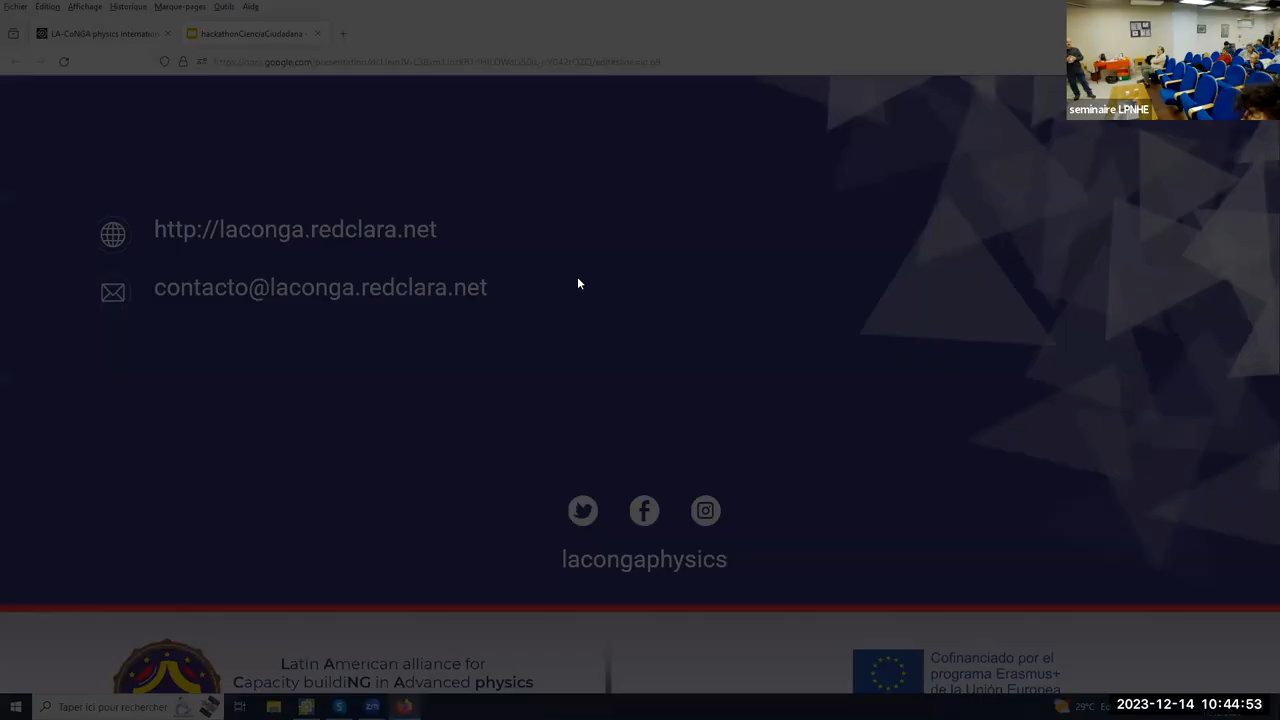 Fichier Édition Affichage Historique Marque-pages Outils Aide
LA-CoNGA physics internation
hackathonCienciaCiudadana
seminaire LPNHE
http://laconga.redclara.net
contacto@laconga.redclara.net
lacongaphysics
Latin American alliance for
Capacity buildiNG in Advanced physics
Cofinanciado por el
programa Erasmus+
de la Unión Europea
Taper ici pour rechercher
29°C
2023-12-14 10:44:53